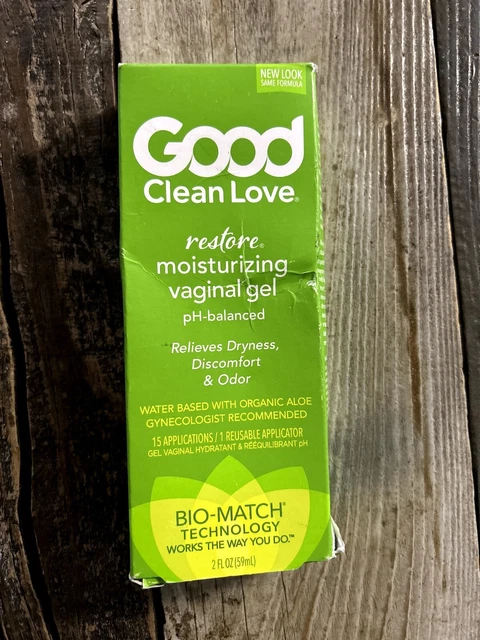 NEW LOOK
SAME FORMULA
Good
Clean Love®
restore®
moisturizing
vaginal gel
pH-balanced
Relieves Dryness,
Discomfort
& Odor
WATER BASED WITH ORGANIC ALOE
GYNECOLOGIST RECOMMENDED
15 APPLICATIONS / 1 REUSABLE APPLICATOR
GEL VAGINAL HYDRATANT & RÉÉQUILIBRANT pH
BIO-MATCH®
TECHNOLOGY
WORKS THE WAY YOU DO.™
2 FL OZ (59mL)